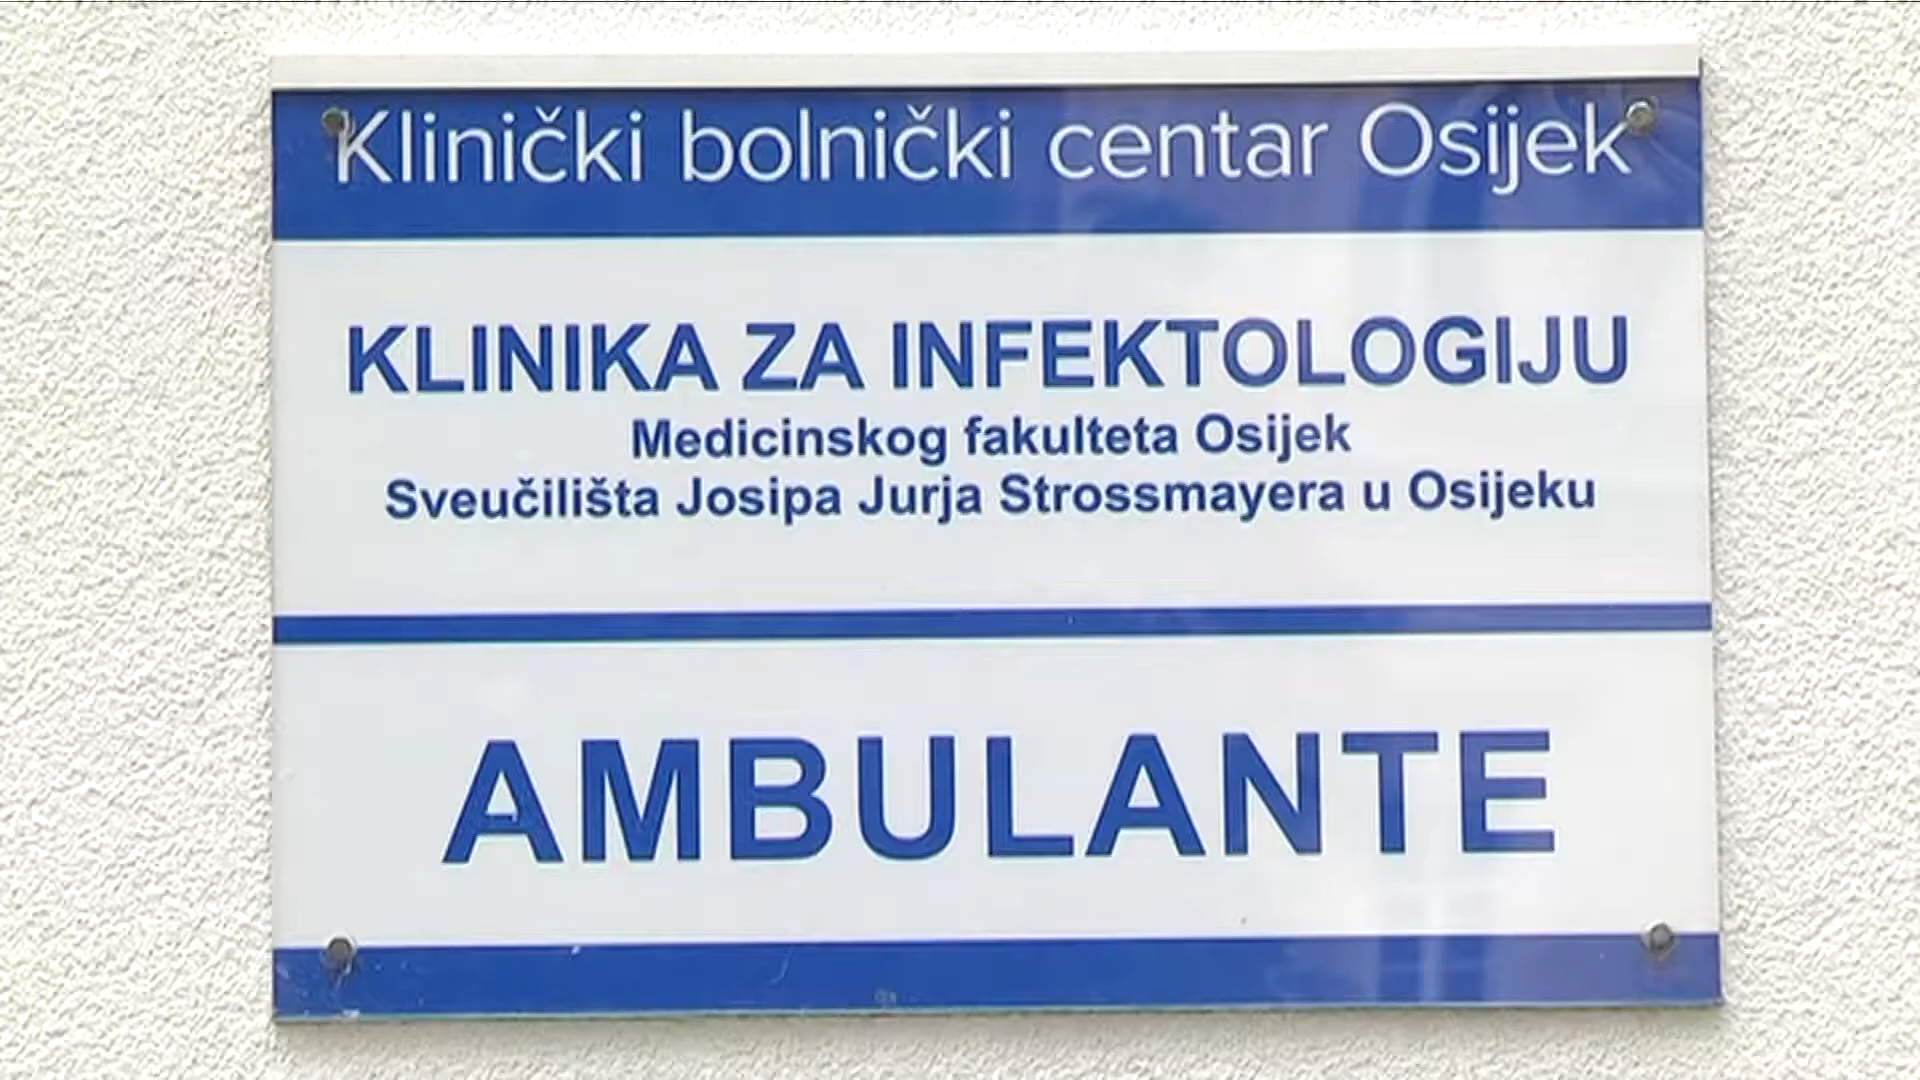 Klinički bolnički centar Osijek
KLINIKA ZA INFEKTOLOGIJU
Medicinskog fakulteta Osijek
Sveučilišta Josipa Jurja Strossmayera u Osijeku
AMBULANTE